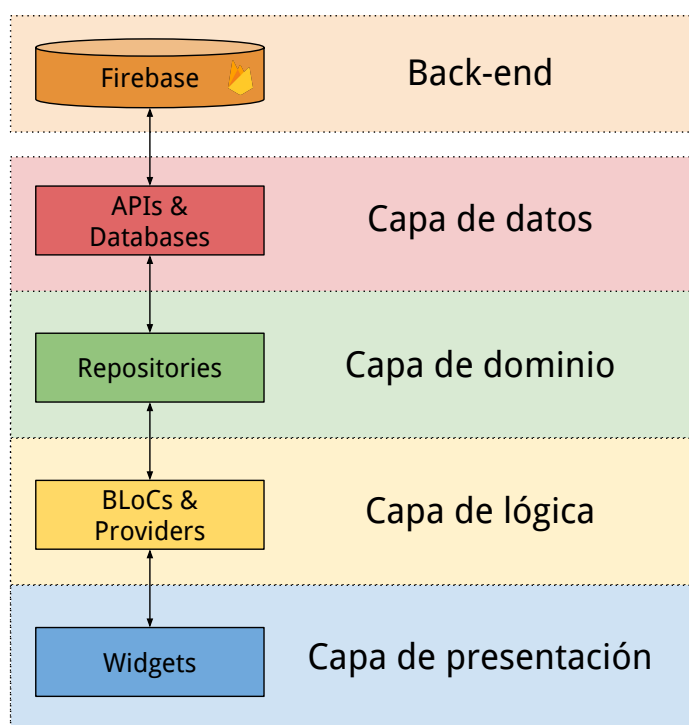 Firebase
Back-end
APIs &
Databases
Capa de datos
Repositories
Capa de dominio
BLoCs &
Providers
Capa de lógica
Widgets
Capa de presentación